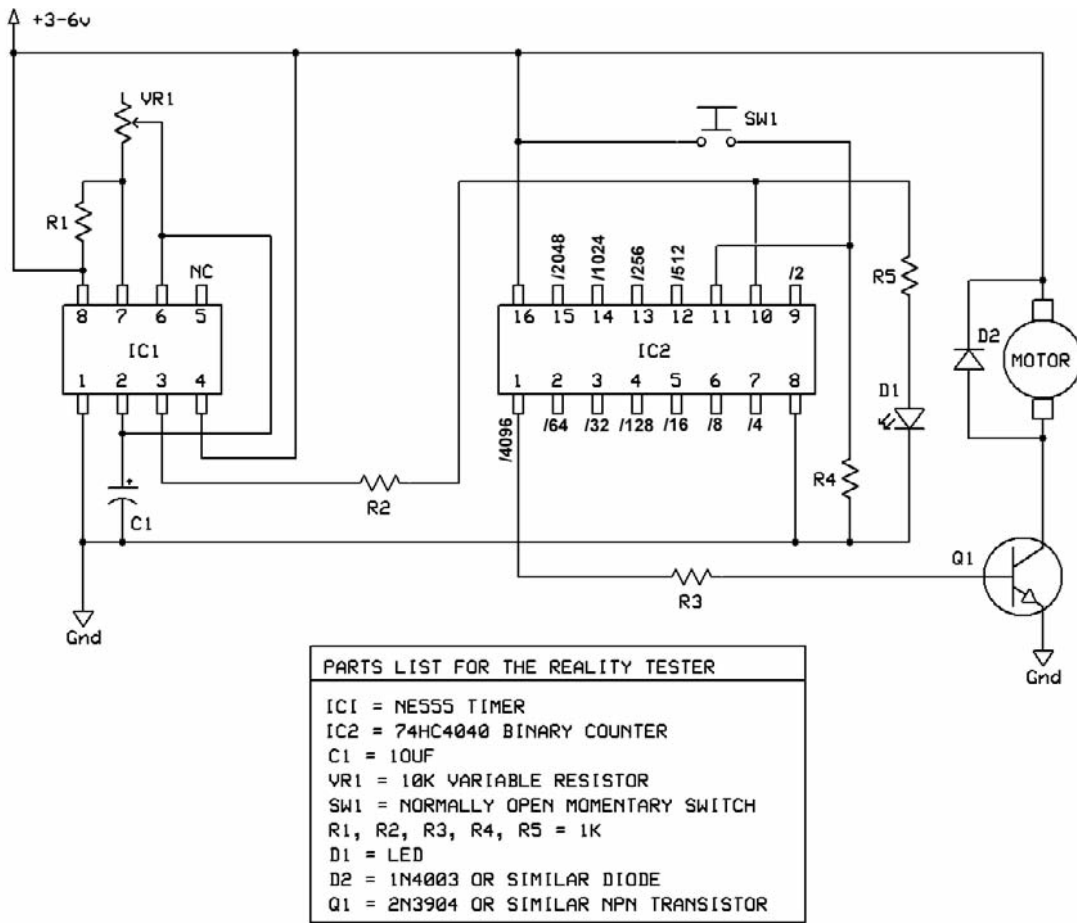 +3-6v
VR1
SW1
R1
NC
/2048
/1024
/256
/512
/2
R5
8 7 6 5
16 15 14 13 12 11 10 9
IC1
IC2
D2
MOTOR
1 2 3 4
1 2 3 4 5 6 7 8
D1
/4096
/64
/32
/128
/16
/8
/4
R4
R2
C1
+
Q1
R3
Gnd
Gnd
PARTS LIST FOR THE REALITY TESTER
ICI = NE555 TIMER
IC2 = 74HC4040 BINARY COUNTER
C1 = 10UF
VR1 = 10K VARIABLE RESISTOR
SW1 = NORMALLY OPEN MOMENTARY SWITCH
R1, R2, R3, R4, R5 = 1K
D1 = LED
D2 = 1N4003 OR SIMILAR DIODE
Q1 = 2N3904 OR SIMILAR NPN TRANSISTOR